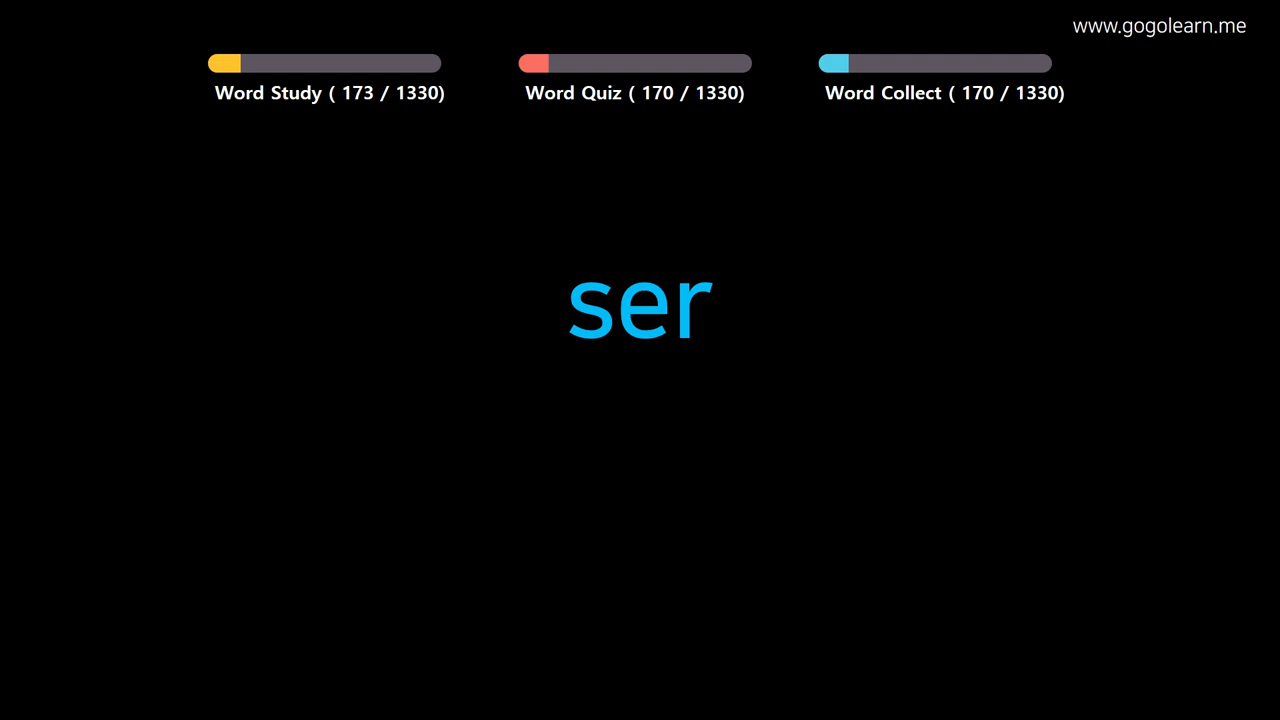 www.gogolearn.me
Word Study ( 173 / 1330)
Word Quiz ( 170 / 1330)
Word Collect ( 170 / 1330)
ser